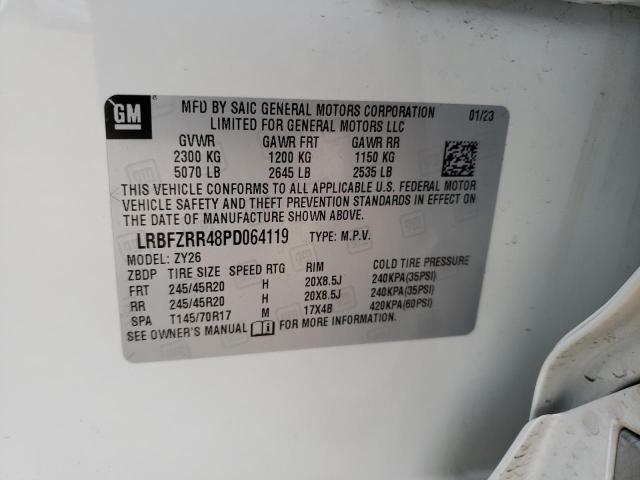 GM
MFD BY SAIC GENERAL MOTORS CORPORATION 01/23
LIMITED FOR GENERAL MOTORS LLC
GVWR GAWR FRT GAWR RR
2300 KG 1200 KG 1150 KG
5070 LB 2645 LB 2535 LB
THIS VEHICLE CONFORMS TO ALL APPLICABLE U.S. FEDERAL MOTOR
VEHICLE SAFETY AND THEFT PREVENTION STANDARDS IN EFFECT ON
THE DATE OF MANUFACTURE SHOWN ABOVE.
LRBFZRR48PD064119 TYPE: M.P.V.
MODEL: ZY26
ZBDP TIRE SIZE SPEED RTG RIM COLD TIRE PRESSURE
FRT 245/45R20 H 20X8.5J 240KPA(35PSI)
RR 245/45R20 H 20X8.5J 240KPA(35PSI)
SPA T145/70R17 M 17X4B 420KPA(60PSI)
SEE OWNER'S MANUAL FOR MORE INFORMATION.